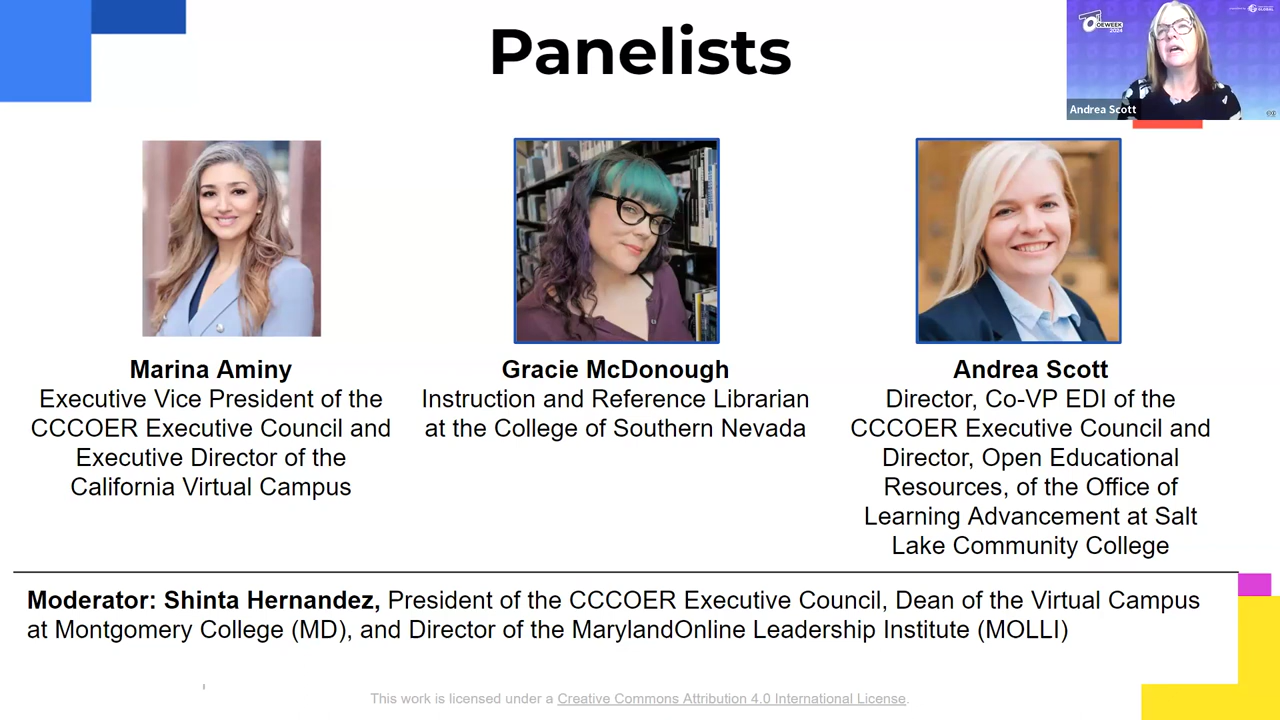 Panelists
OEWEEK
2024
GLOBAL
Andrea Scott
Marina Aminy
Executive Vice President of the
CCCOER Executive Council and
Executive Director of the
California Virtual Campus
Gracie McDonough
Instruction and Reference Librarian
at the College of Southern Nevada
Andrea Scott
Director, Co-VP EDI of the
CCCOER Executive Council and
Director, Open Educational
Resources, of the Office of
Learning Advancement at Salt
Lake Community College
Moderator: Shinta Hernandez, President of the CCCOER Executive Council, Dean of the Virtual Campus
at Montgomery College (MD), and Director of the MarylandOnline Leadership Institute (MOLLI)
This work is licensed under a Creative Commons Attribution 4.0 International License.